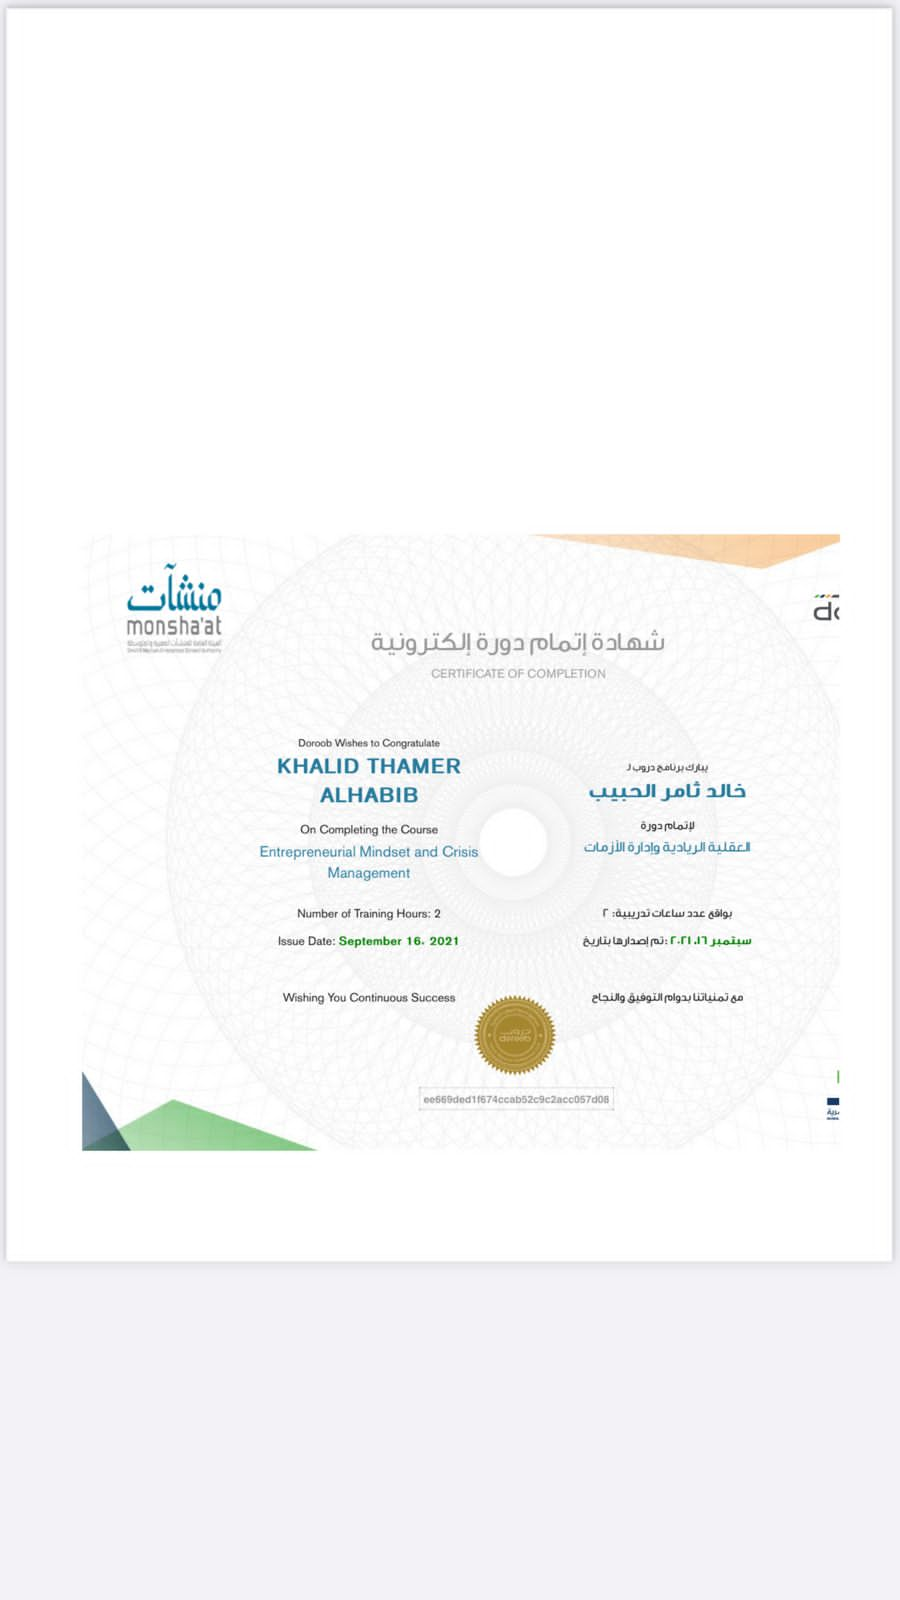 منشآت
monsha'at
do
شهادة إتمام دورة إلكترونية
CERTIFICATE OF COMPLETION
Doroob Wishes to Congratulate
KHALID THAMER
ALHABIB
On Completing the Course
Entrepreneurial Mindset and Crisis
Management
Number of Training Hours: 2
Issue Date: September 16، 2021
Wishing You Continuous Success
يبارك برنامج دروب لـ
خالد ثامر الحبيب
لإتمام دورة
العقلية الريادية وإدارة الأزمات
بواقع عدد ساعات تدريبية: ٢
تم إصدارها بتاريخ: سبتمبر ١٦، ٢٠٢١
مع تمنياتنا بدوام التوفيق والنجاح
دروب
doroob
ee669ded1f674ccab52c9c2acc057d08